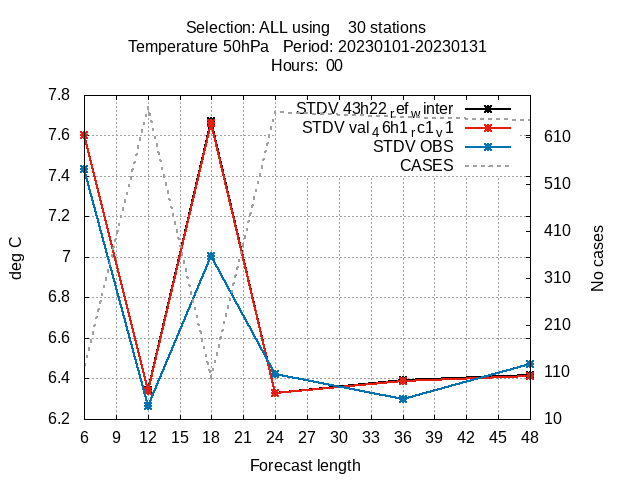 Selection: ALL using    30 stations
Temperature 50hPa   Period: 20230101-20230131
Hours:  00
STDV 43h22refwinter
STDV val46h1rc1v1
STDV OBS
CASES
7.8
7.6
7.4
7.2
7
6.8
6.6
6.4
6.2
deg C
610
510
410
310
210
110
10
No cases
6 9 12 15 18 21 24 27 30 33 36 39 42 45 48
Forecast length